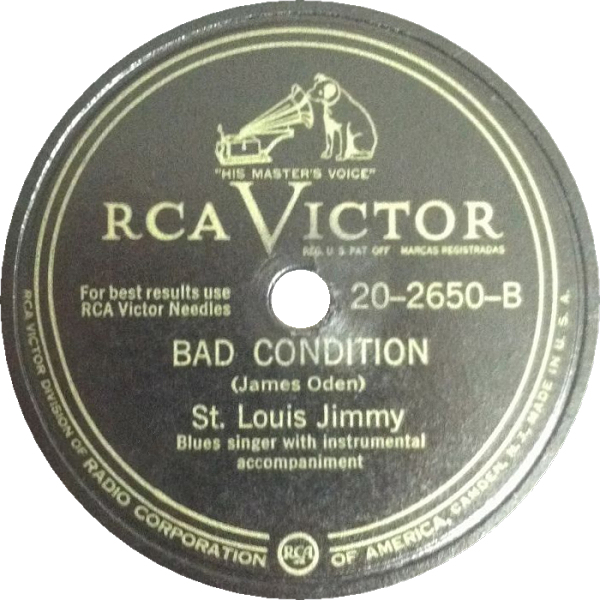 "HIS MASTER'S VOICE"
RCA VICTOR
REG. U.S. PAT OFF MARCAS REGISTRADAS
For best results use
RCA Victor Needles
20-2650-B
BAD CONDITION
(James Oden)
St. Louis Jimmy
Blues singer with instrumental
accompaniment
RCA VICTOR DIVISION OF RADIO CORPORATION OF AMERICA, CAMDEN, N.J. MADE IN U.S.A.
RCA